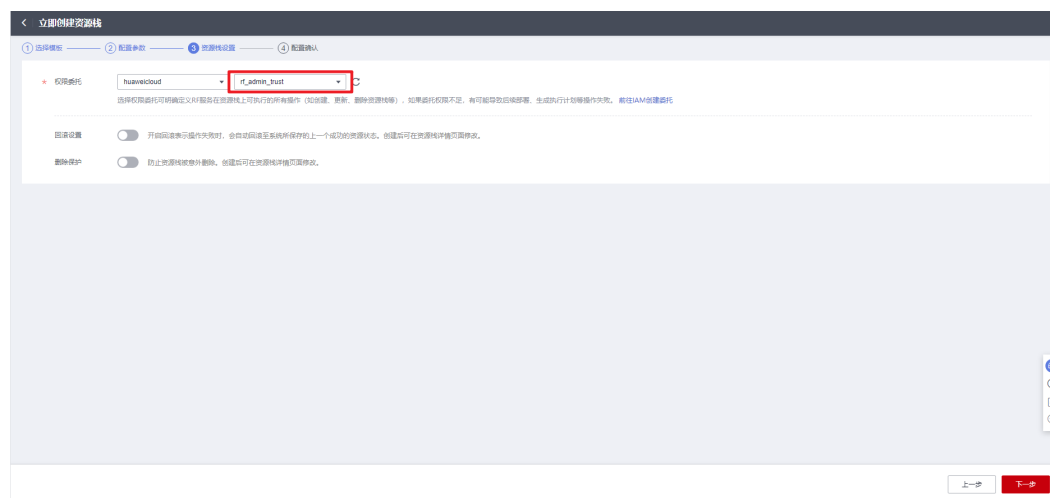 立即创建资源栈
1 选择模板 2 配置参数 3 资源栈设置 4 配置确认
* 权限委托 huaweicloud rf_admin_trust
选择权限委托可明确定义RF服务在资源栈上可执行的所有操作（如创建、更新、删除资源栈等），如果委托权限不足，有可能导致后续部署、生成执行计划等操作失败。 前往IAM创建委托
回滚设置 开启回滚表示操作失败时，会自动回滚至系统所保存的上一个成功的资源状态。创建后可在资源栈详情页面修改。
删除保护 防止资源栈被意外删除。创建后可在资源栈详情页面修改。
上一步 下一步